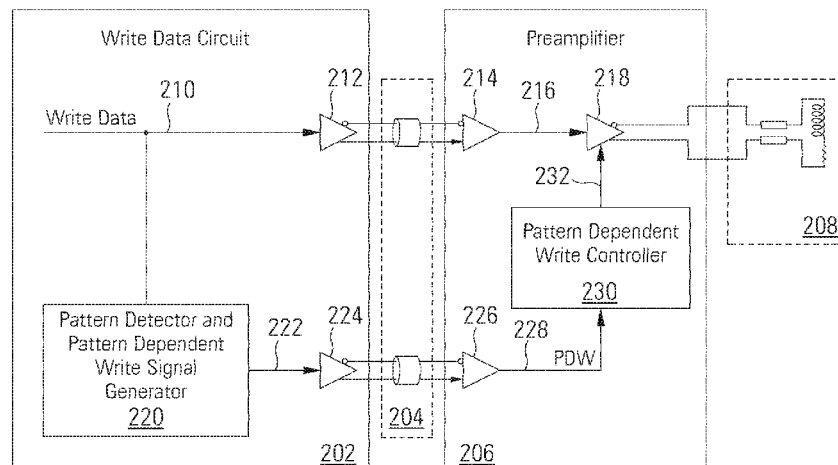 Write Data Circuit
Preamplifier
210
212
214
216
218
Write Data
232
208
Pattern Dependent
Write Controller
230
Pattern Detector and
Pattern Dependent
Write Signal
Generator
220
222
224
226
228
PDW
204
202
206